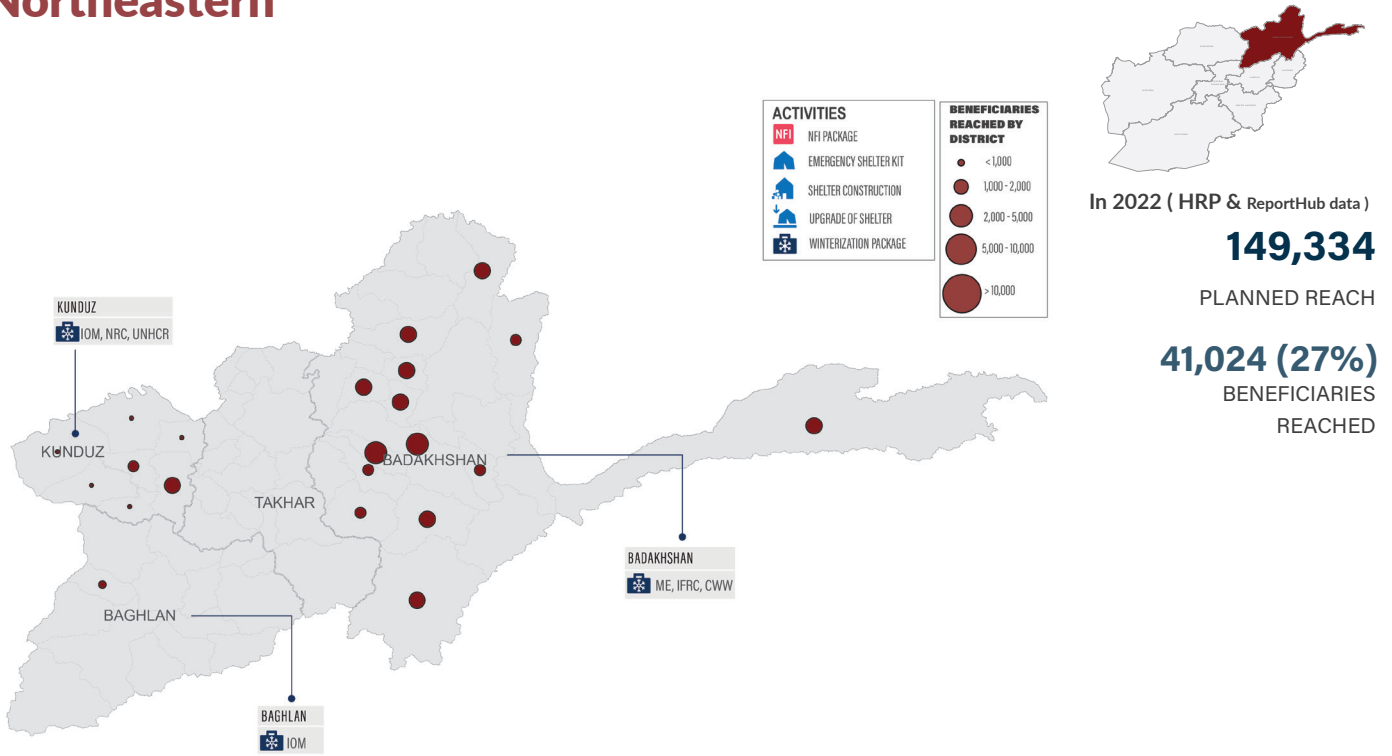 Northeastern
ACTIVITIES
NFI
NFI PACKAGE
EMERGENCY SHELTER KIT
SHELTER CONSTRUCTION
UPGRADE OF SHELTER
WINTERIZATION PACKAGE
BENEFICIARIES
REACHED BY
DISTRICT
<1,000
1,000 - 2,000
2,000 - 5,000
5,000 - 10,000
> 10,000
In 2022 ( HRP & ReportHub data )
149,334
PLANNED REACH
41,024 (27%)
BENEFICIARIES
REACHED
KUNDUZ
IOM, NRC, UNHCR
KUNDUZ
BADAKHSHAN
TAKHAR
BADAKHSHAN
ME, IFRC, CWW
BAGHLAN
BAGHLAN
IOM